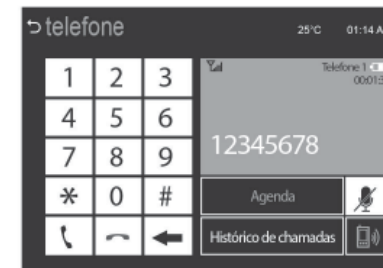 telefone 25°C 01:14 A
1 2 3
Telefone 1
4 5 6
12345678
7 8 9
* 0 #
Agenda
Histórico de chamadas